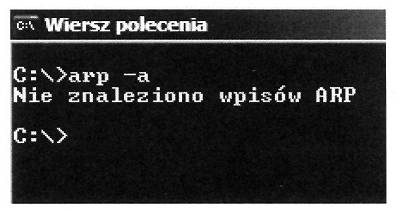 C:\ Wiersz polecenia
C:\>arp -a
Nie znaleziono wpisów ARP
C:\>